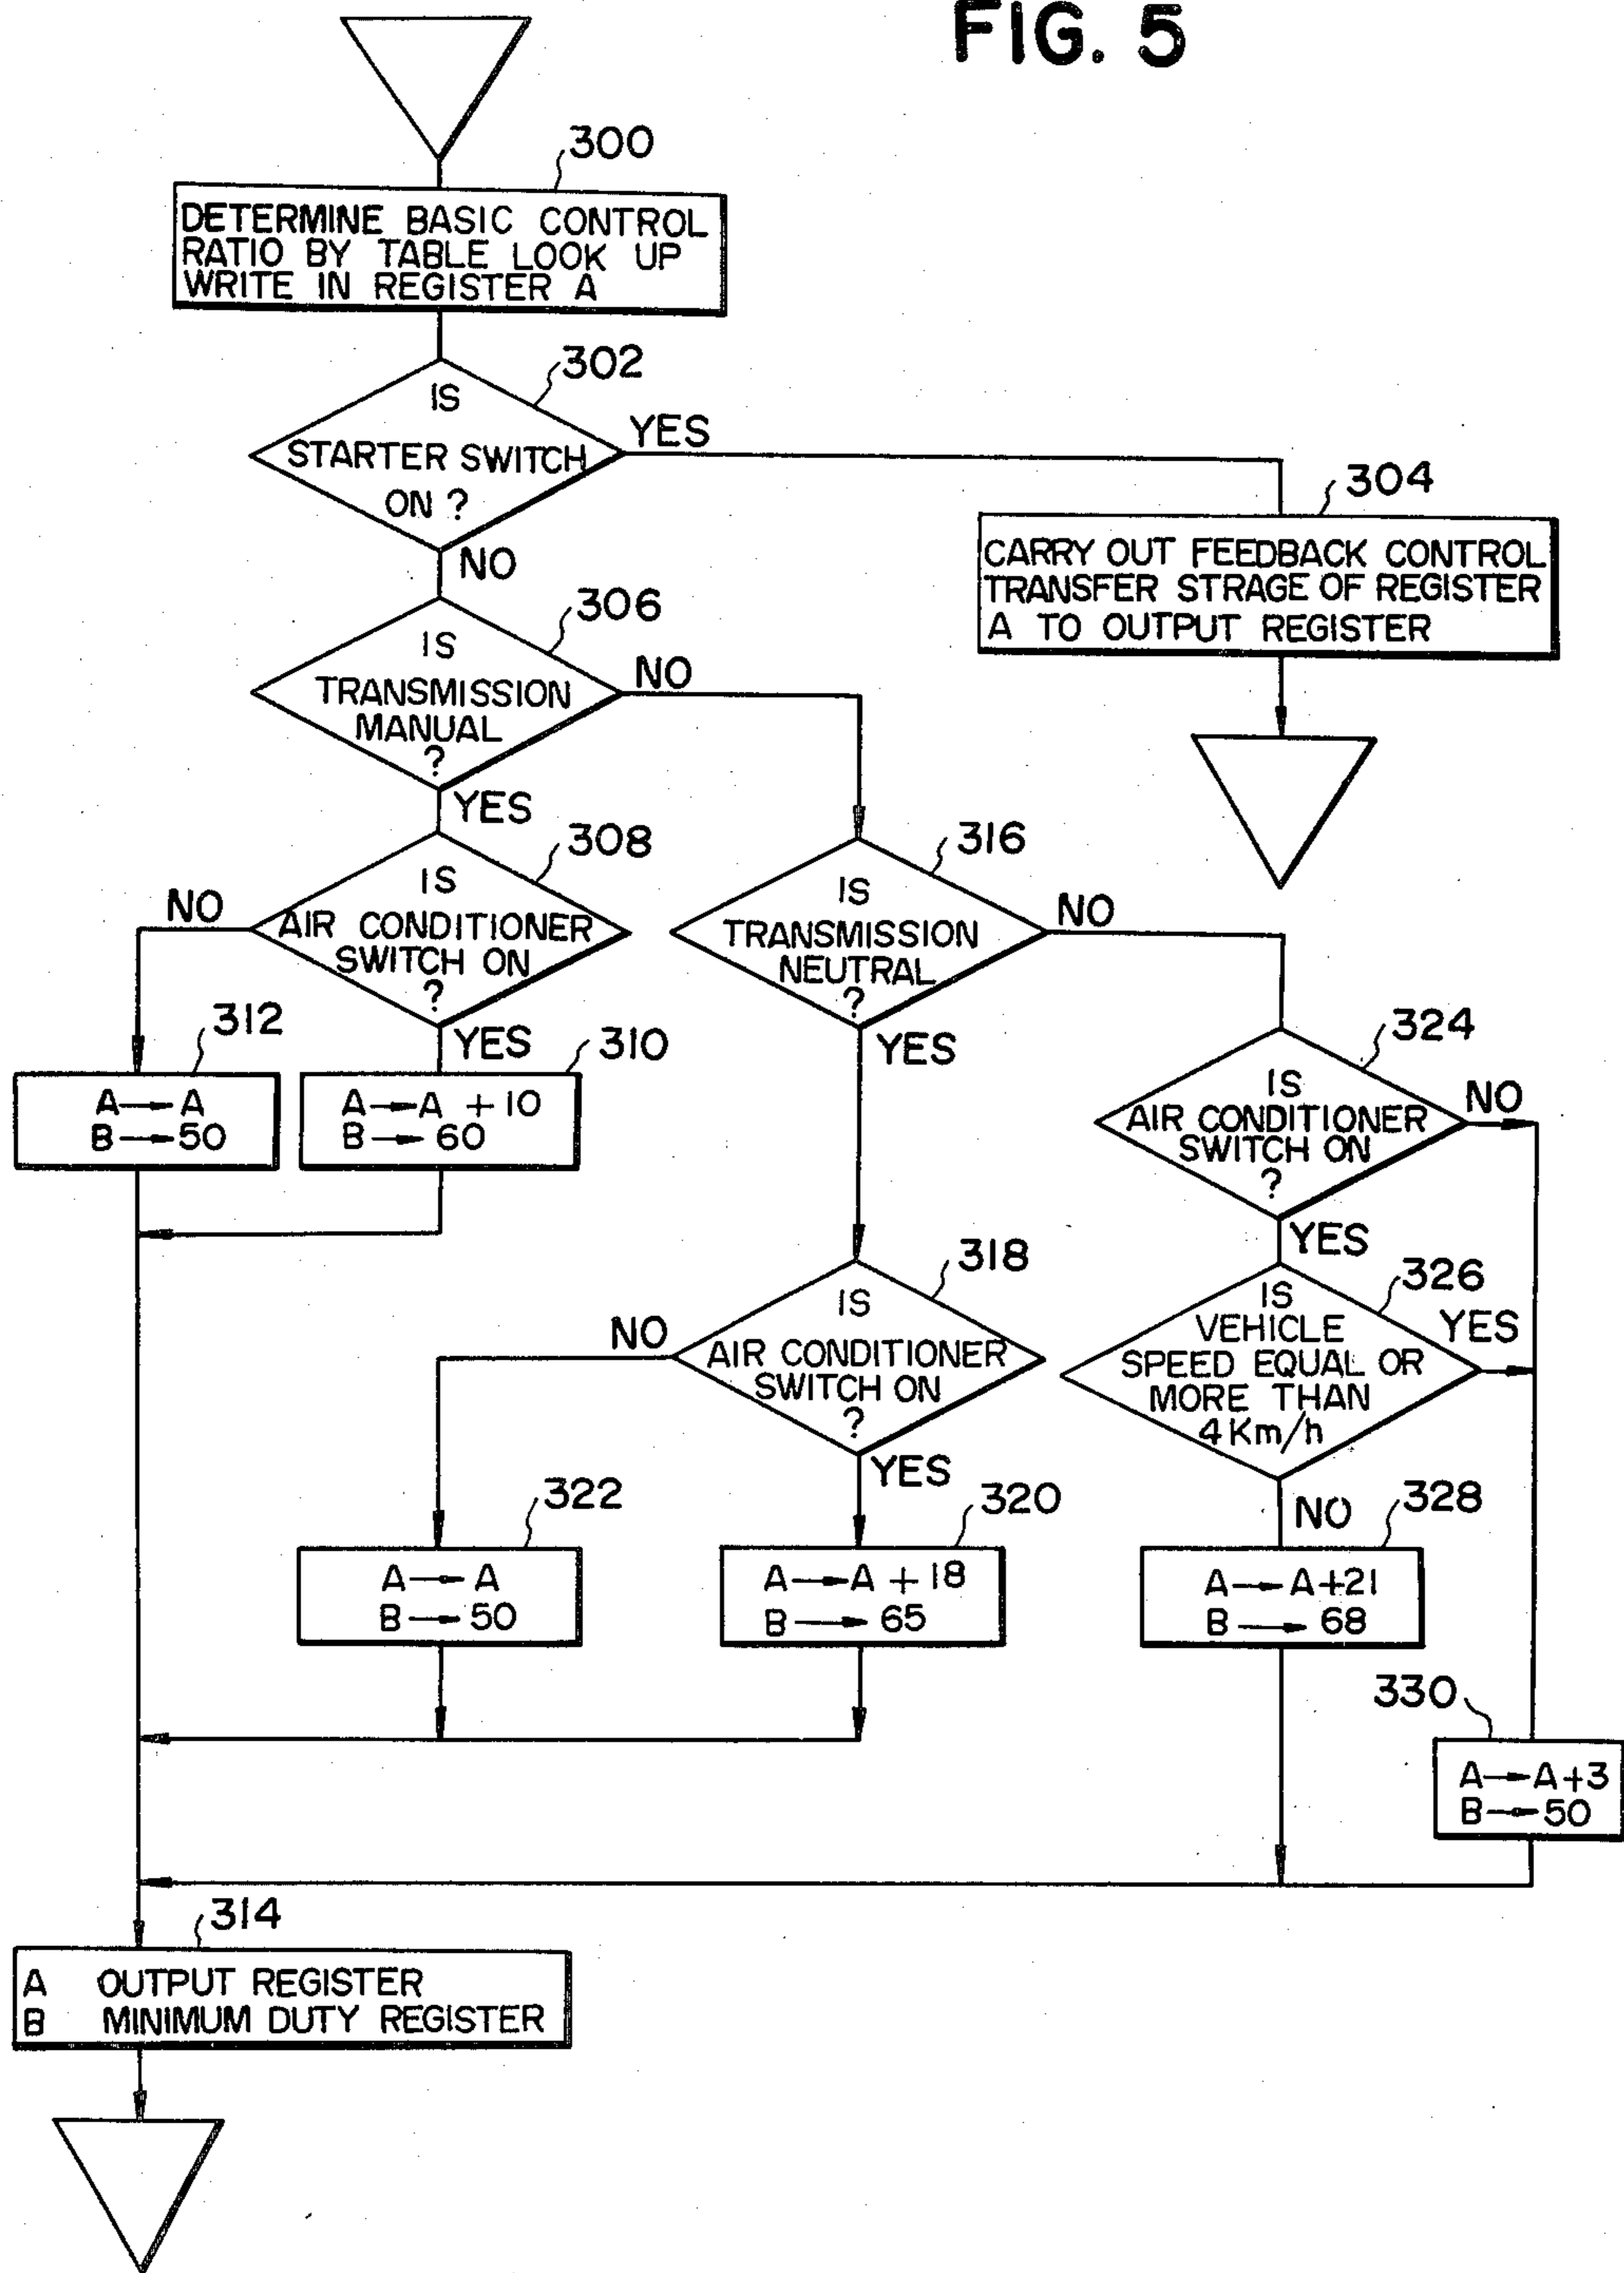 FIG. 5
300
DETERMINE BASIC CONTROL
RATIO BY TABLE LOOK UP
WRITE IN REGISTER A
302
IS
STARTER SWITCH
ON ?
YES
NO
304
CARRY OUT FEEDBACK CONTROL
TRANSFER STRAGE OF REGISTER
A TO OUTPUT REGISTER
306
IS
TRANSMISSION
MANUAL
?
NO
YES
308
IS
AIR CONDITIONER
SWITCH ON
?
NO
YES
316
IS
TRANSMISSION
NEUTRAL
?
NO
YES
312
A → A
B → 50
310
A → A + 10
B → 60
324
IS
AIR CONDITIONER
SWITCH ON
?
NO
YES
318
IS
AIR CONDITIONER
SWITCH ON
?
NO
YES
326
IS
VEHICLE
SPEED EQUAL OR
MORE THAN
4 Km/h
YES
NO
322
A → A
B → 50
320
A → A + 18
B → 65
328
A → A+21
B → 68
330
A → A+3
B → 50
314
A OUTPUT REGISTER
B MINIMUM DUTY REGISTER